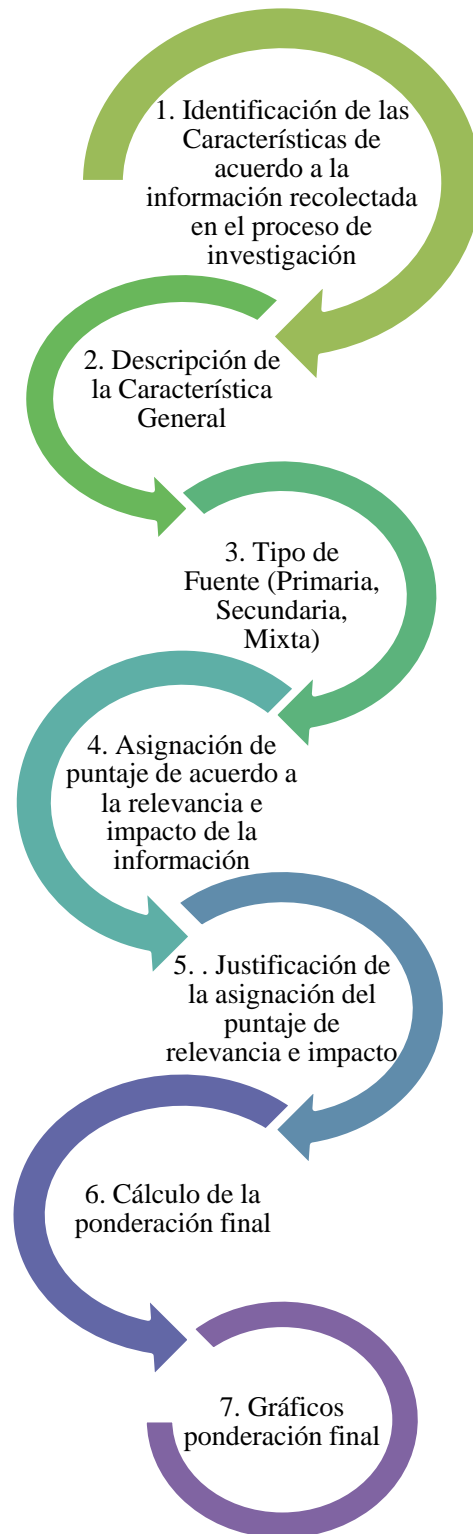 1. Identificación de las
Características de
acuerdo a la
información recolectada
en el proceso de
investigación
2. Descripción de
la Característica
General
3. Tipo de
Fuente (Primaria,
Secundaria,
Mixta)
4. Asignación de
puntaje de acuerdo a
la relevancia e
impacto de la
información
5. . Justificación de
la asignación del
puntaje de
relevancia e impacto
6. Cálculo de la
ponderación final
7. Gráficos
ponderación final